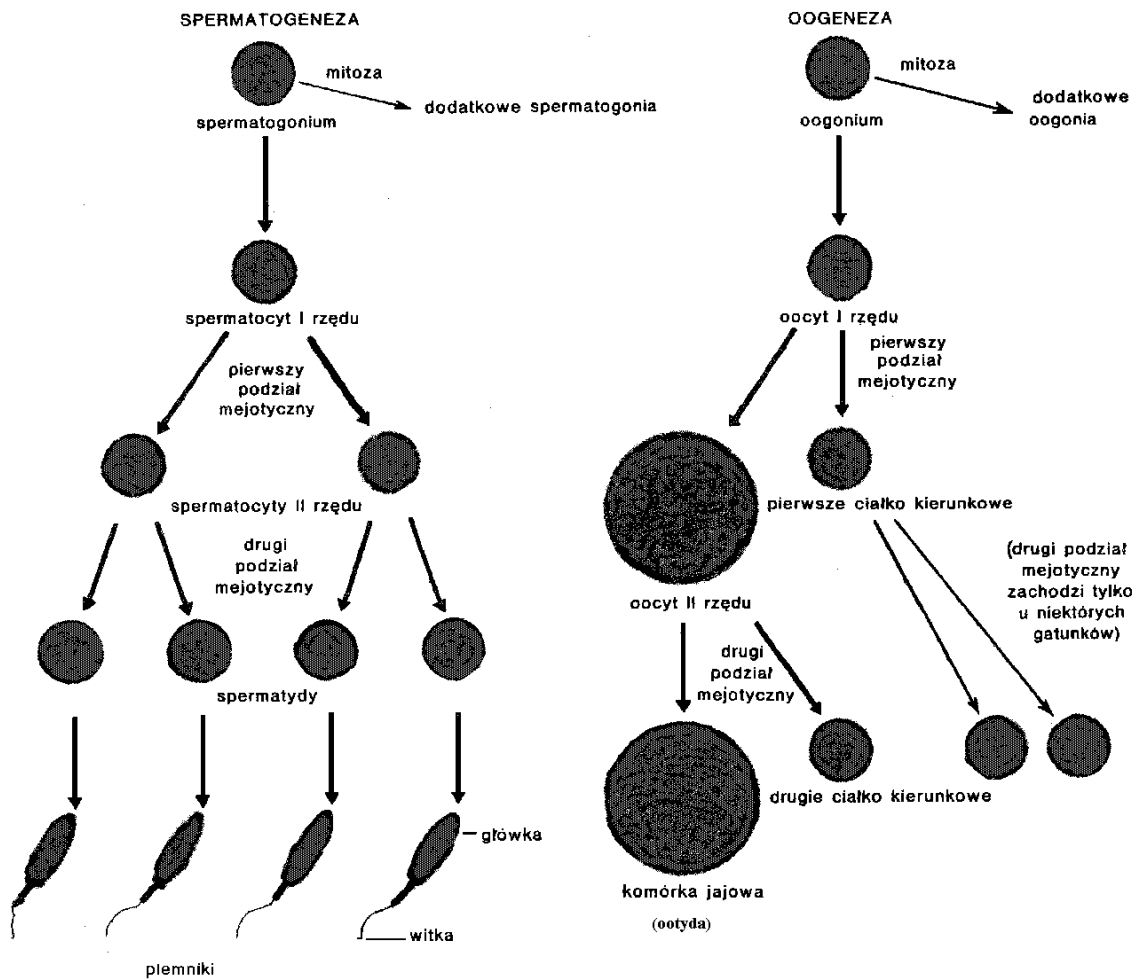 SPERMATOGENEZA
mitoza
dodatkowe spermatogonia
spermatogonium
spermatocyt I rzędu
pierwszy
podział
mejotyczny
spermatocyty II rzędu
drugi
podział
mejotyczny
spermatydy
główka
witka
plemniki
OOGENEZA
mitoza
dodatkowe
oogonia
oogonium
oocyt I rzędu
pierwszy
podział
mejotyczny
pierwsze ciałko kierunkowe
(drugi podział
mejotyczny
zachodzi tylko
u niektórych
gatunków)
oocyt II rzędu
drugi
podział
mejotyczny
drugie ciałko kierunkowe
komórka jajowa
(ootyda)